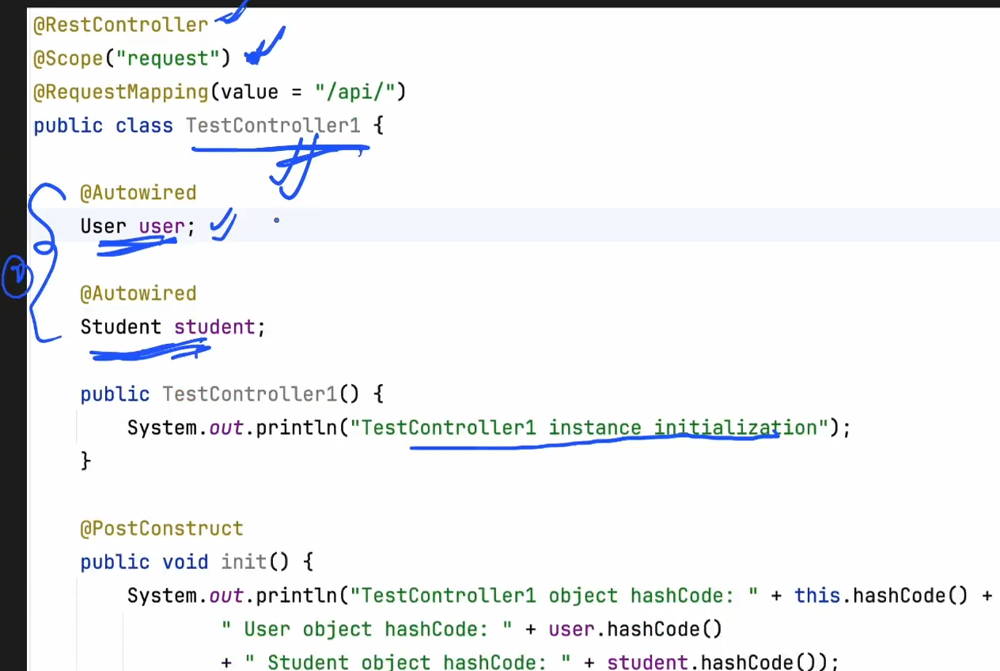 @RestController
@Scope("request")
@RequestMapping(value = "/api/")
public class TestController1 {
@Autowired
User user;
@Autowired
Student student;
public TestController1() {
System.out.println("TestController1 instance initialization");
}
@PostConstruct
public void init() {
System.out.println("TestController1 object hashCode: " + this.hashCode() +
" User object hashCode: " + user.hashCode()
+ " Student object hashCode: " + student.hashCode());